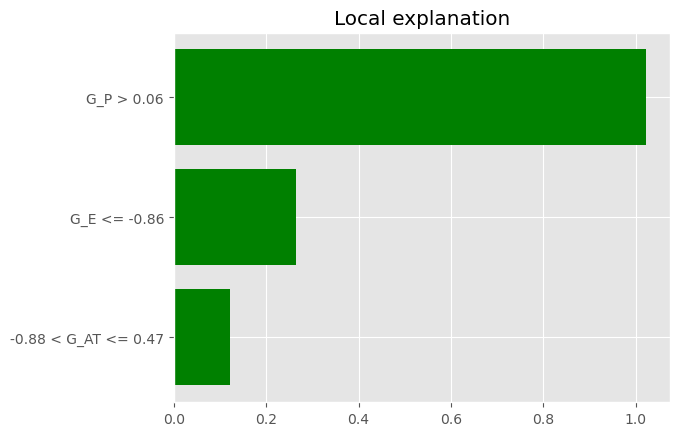 Local explanation
G_P > 0.06
G_E <= -0.86
-0.88 < G_AT <= 0.47
0.0 0.2 0.4 0.6 0.8 1.0